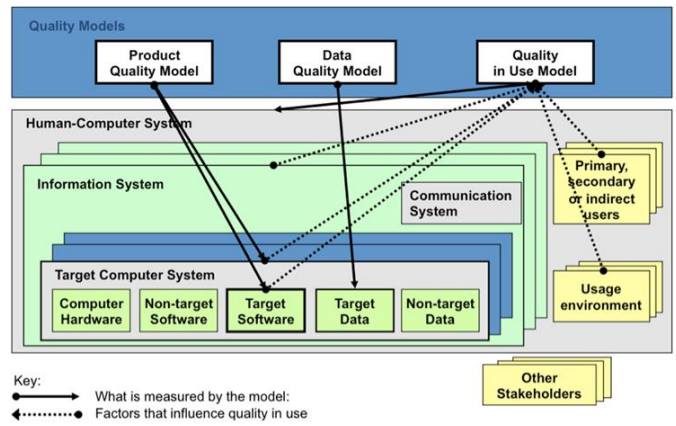 Quality Models
Product
Quality Model
Data
Quality Model
Quality
in Use Model
Human-Computer System
Information System
Communication
System
Primary,
secondary
or indirect
users
Target Computer System
Computer
Hardware
Non-target
Software
Target
Software
Target
Data
Non-target
Data
Usage
environment
Other
Stakeholders
Key:
What is measured by the model:
Factors that influence quality in use